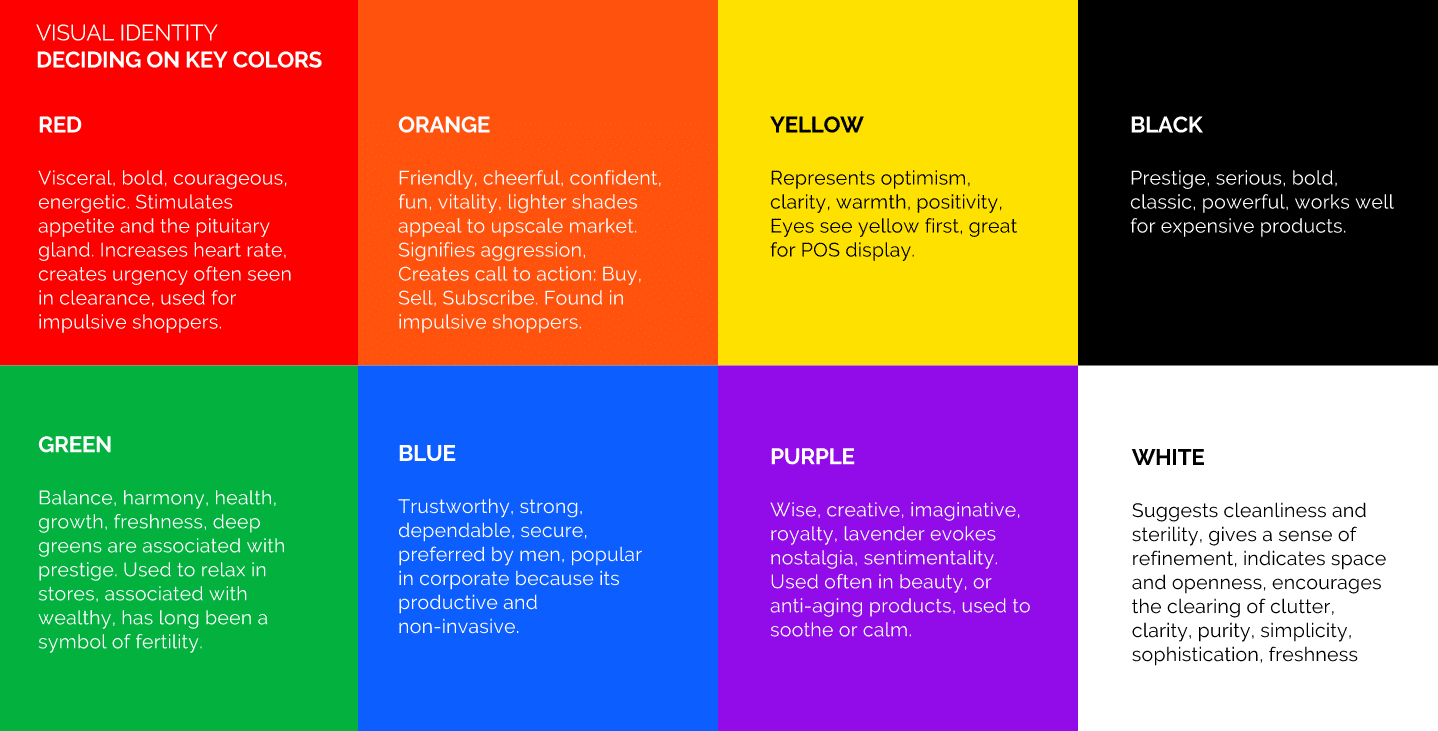 VISUAL IDENTITY
DECIDING ON KEY COLORS
RED
Visceral, bold, courageous,
energetic. Stimulates
appetite and the pituitary
gland. Increases heart rate,
creates urgency often seen
in clearance, used for
impulsive shoppers.
ORANGE
Friendly, cheerful, confident,
fun, vitality, lighter shades
appeal to upscale market.
Signifies aggression,
Creates call to action: Buy,
Sell, Subscribe. Found in
impulsive shoppers.
YELLOW
Represents optimism,
clarity, warmth, positivity,
Eyes see yellow first, great
for POS display.
BLACK
Prestige, serious, bold,
classic, powerful, works well
for expensive products.
GREEN
Balance, harmony, health,
growth, freshness, deep
greens are associated with
prestige. Used to relax in
stores, associated with
wealthy, has long been a
symbol of fertility.
BLUE
Trustworthy, strong,
dependable, secure,
preferred by men, popular
in corporate because its
productive and
non-invasive.
PURPLE
Wise, creative, imaginative,
royalty, lavender evokes
nostalgia, sentimentality.
Used often in beauty, or
anti-aging products, used to
soothe or calm.
WHITE
Suggests cleanliness and
sterility, gives a sense of
refinement, indicates space
and openness, encourages
the clearing of clutter,
clarity, purity, simplicity,
sophistication, freshness